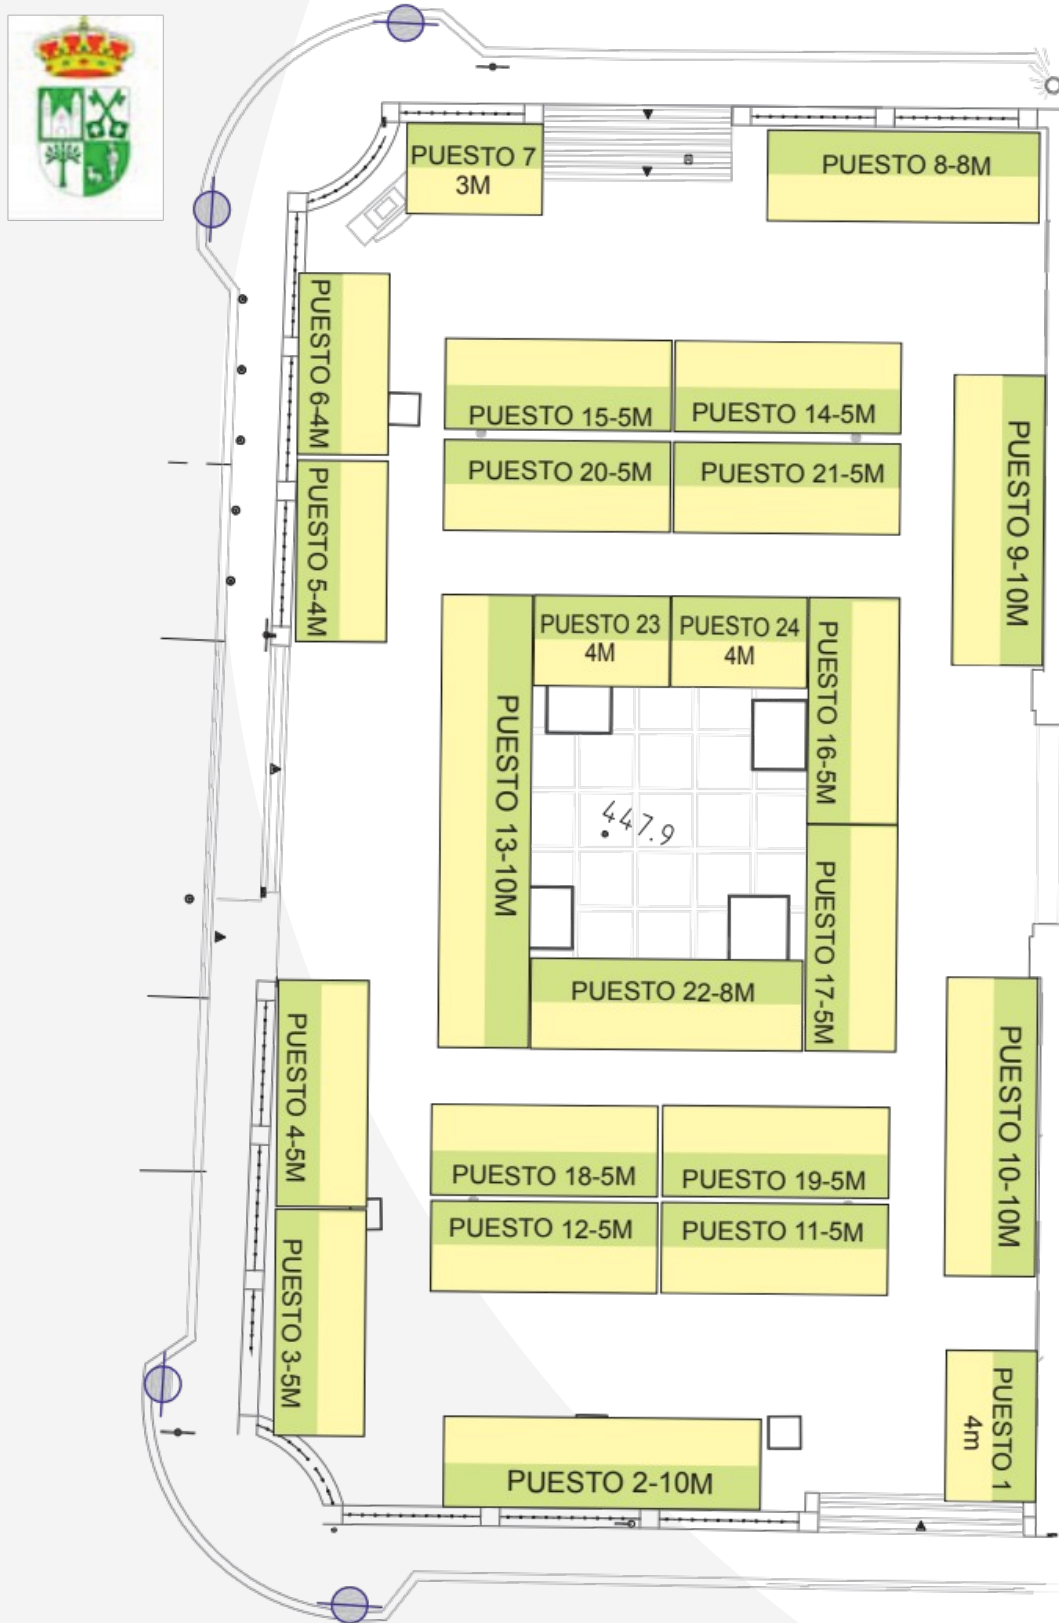 PUESTO 7
3M
PUESTO 8-8M
PUESTO 6-4M
PUESTO 15-5M
PUESTO 14-5M
PUESTO 9-10M
PUESTO 20-5M
PUESTO 21-5M
PUESTO 5-4M
PUESTO 23
4M
PUESTO 24
4M
PUESTO 16-5M
PUESTO 13-10M
447.9
PUESTO 17-5M
PUESTO 22-8M
PUESTO 4-5M
PUESTO 10-10M
PUESTO 18-5M
PUESTO 19-5M
PUESTO 12-5M
PUESTO 11-5M
PUESTO 3-5M
PUESTO 1
4m
PUESTO 2-10M